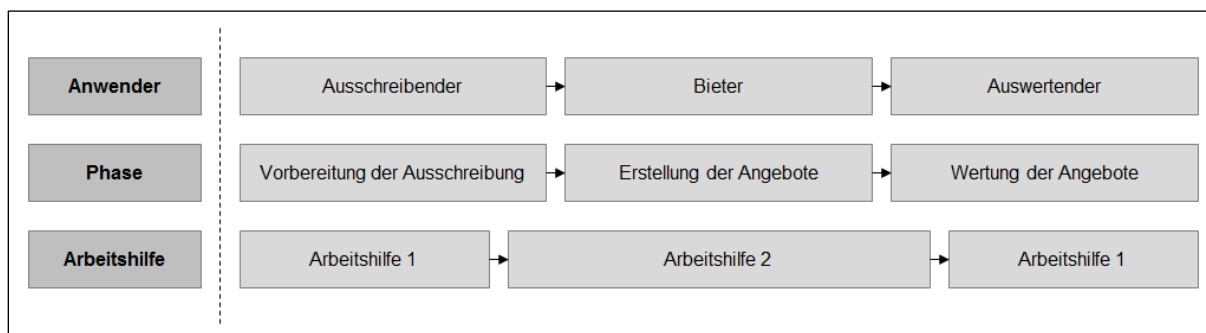 Anwender
Ausschreibender
Bieter
Auswertender
Phase
Vorbereitung der Ausschreibung
Erstellung der Angebote
Wertung der Angebote
Arbeitshilfe
Arbeitshilfe 1
Arbeitshilfe 2
Arbeitshilfe 1